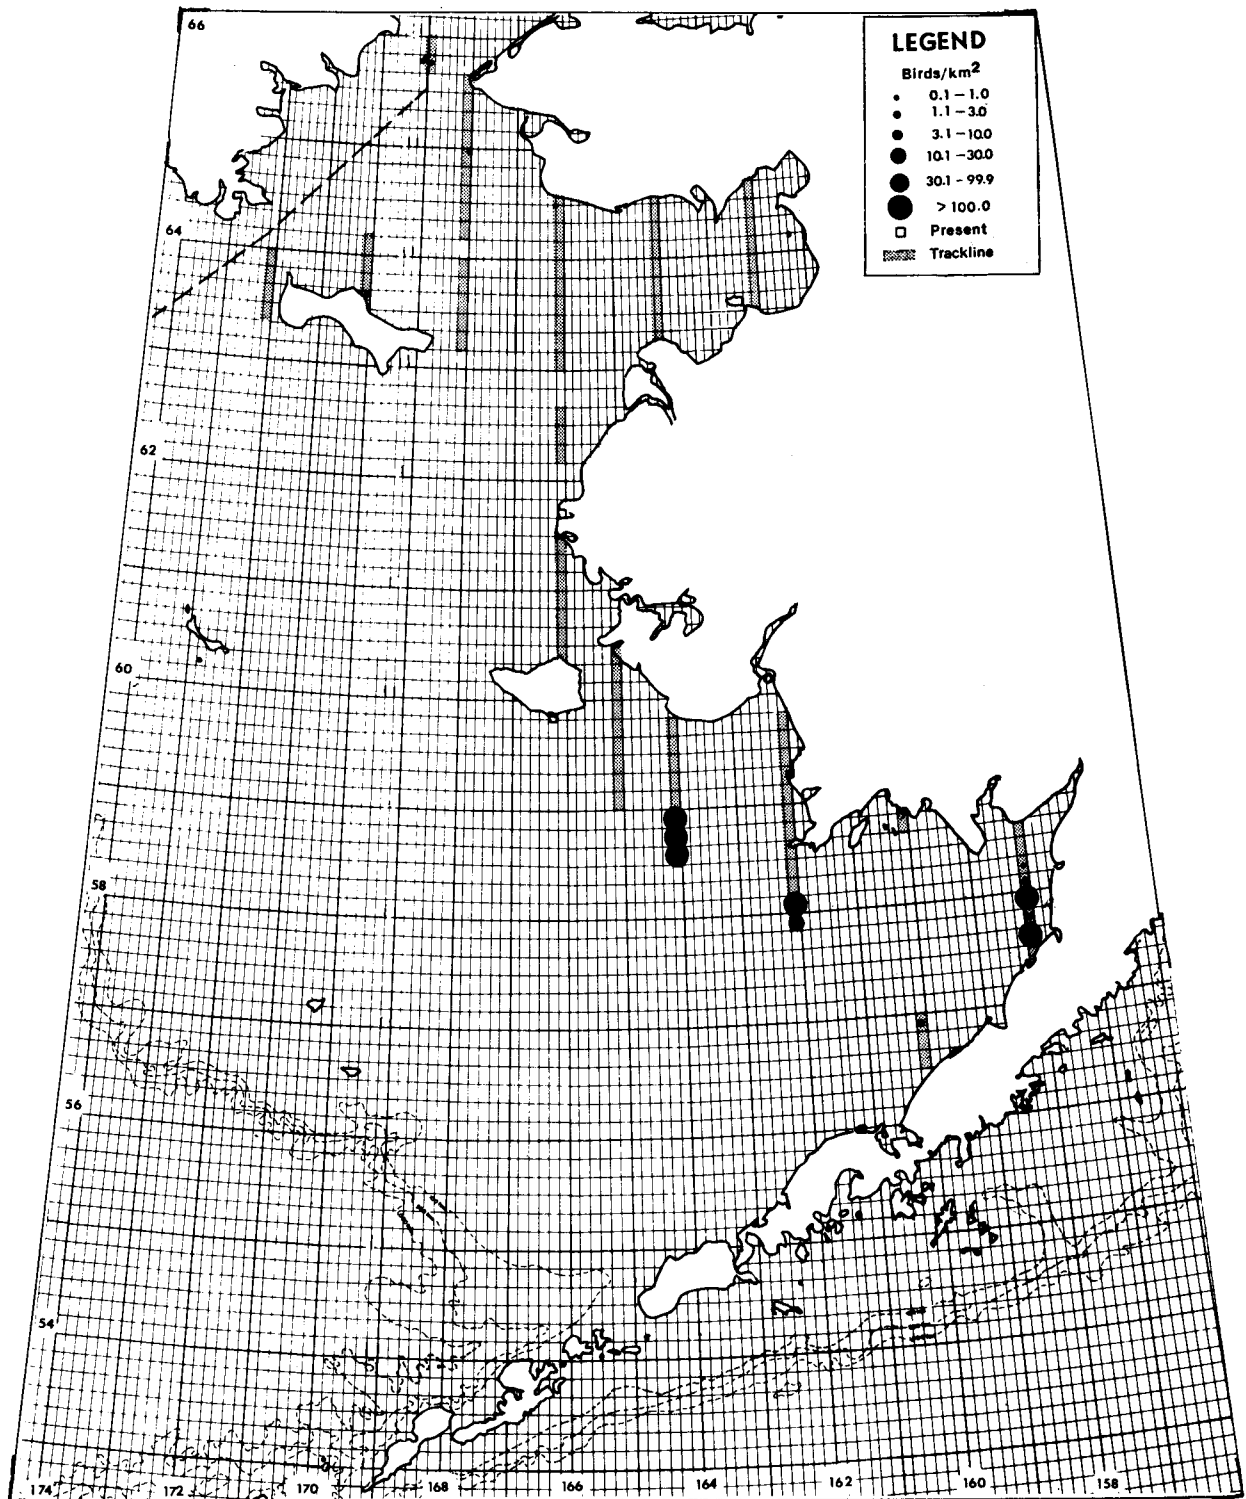 66
LEGEND
Birds/km2
0.1 – 1.0
1.1 – 3.0
3.1 – 10.0
10.1 – 30.0
30.1 – 99.9
> 100.0
Present
Trackline
64
62
60
58
56
54
174 172 170 168 166 164 162 160 158